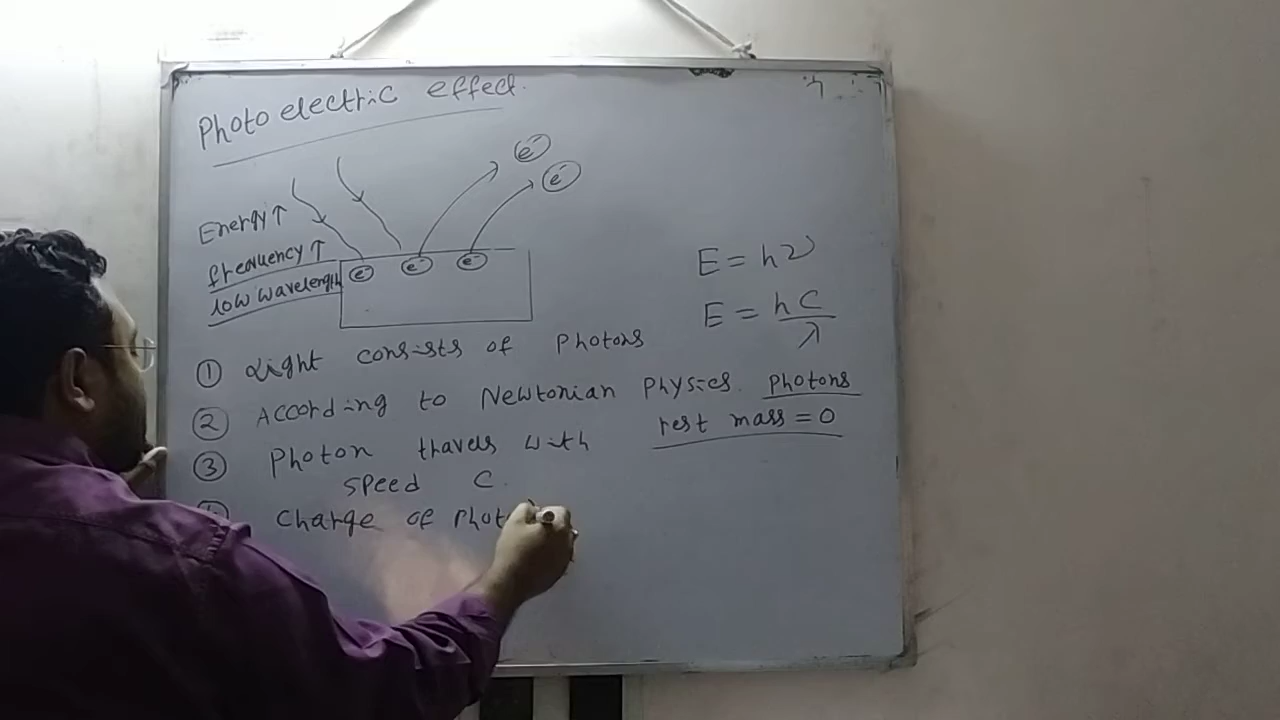 Photo electric effect.
e⁻
e⁻
Energy ↑
frequency ↑
low wavelength
e⁻ e⁻ e⁻
E = hν
E = hC/λ
① Light consists of Photons
② According to Newtonian Physics. photons
rest mass = 0
③ Photon travels with
speed C.
charge of Phot